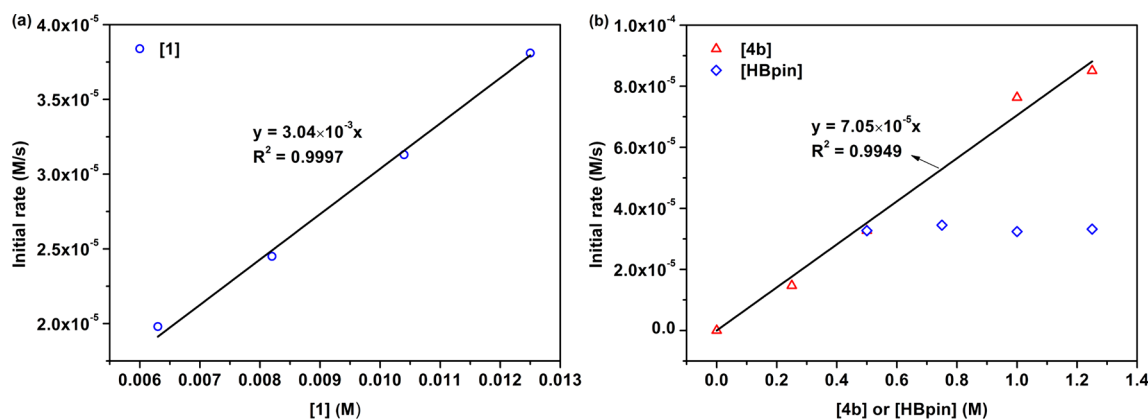 (a)
[1]
y = 3.04×10⁻³x
R² = 0.9997
Initial rate (M/s)
4.0x10⁻⁵
3.5x10⁻⁵
3.0x10⁻⁵
2.5x10⁻⁵
2.0x10⁻⁵
0.006 0.007 0.008 0.009 0.010 0.011 0.012 0.013
[1] (M)
(b)
[4b]
[HBpin]
y = 7.05×10⁻⁵x
R² = 0.9949
Initial rate (M/s)
1.0x10⁻⁴
8.0x10⁻⁵
6.0x10⁻⁵
4.0x10⁻⁵
2.0x10⁻⁵
0.0
0.0 0.2 0.4 0.6 0.8 1.0 1.2 1.4
[4b] or [HBpin] (M)